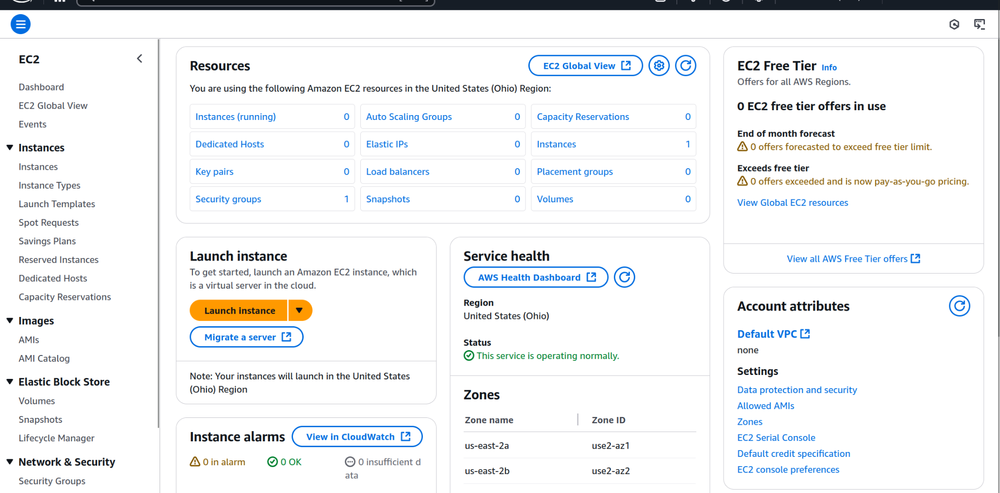 EC2
Dashboard
EC2 Global View
Events
Instances
Instances
Instance Types
Launch Templates
Spot Requests
Savings Plans
Reserved Instances
Dedicated Hosts
Capacity Reservations
Images
AMIs
AMI Catalog
Elastic Block Store
Volumes
Snapshots
Lifecycle Manager
Network & Security
Security Groups
Resources
EC2 Global View
You are using the following Amazon EC2 resources in the United States (Ohio) Region:
Instances (running) 0
Auto Scaling Groups 0
Capacity Reservations 0
Dedicated Hosts 0
Elastic IPs 0
Instances 1
Key pairs 0
Load balancers 0
Placement groups 0
Security groups 1
Snapshots 0
Volumes 0
Launch instance
To get started, launch an Amazon EC2 instance, which
is a virtual server in the cloud.
Launch instance
Migrate a server
Note: Your instances will launch in the United States
(Ohio) Region
Instance alarms
View in CloudWatch
0 in alarm
0 OK
0 insufficient d
ata
Service health
AWS Health Dashboard
Region
United States (Ohio)
Status
This service is operating normally.
Zones
Zone name Zone ID
us-east-2a use2-az1
us-east-2b use2-az2
EC2 Free Tier Info
Offers for all AWS Regions.
0 EC2 free tier offers in use
End of month forecast
0 offers forecasted to exceed free tier limit.
Exceeds free tier
0 offers exceeded and is now pay-as-you-go pricing.
View Global EC2 resources
View all AWS Free Tier offers
Account attributes
Default VPC
none
Settings
Data protection and security
Allowed AMIs
Zones
EC2 Serial Console
Default credit specification
EC2 console preferences